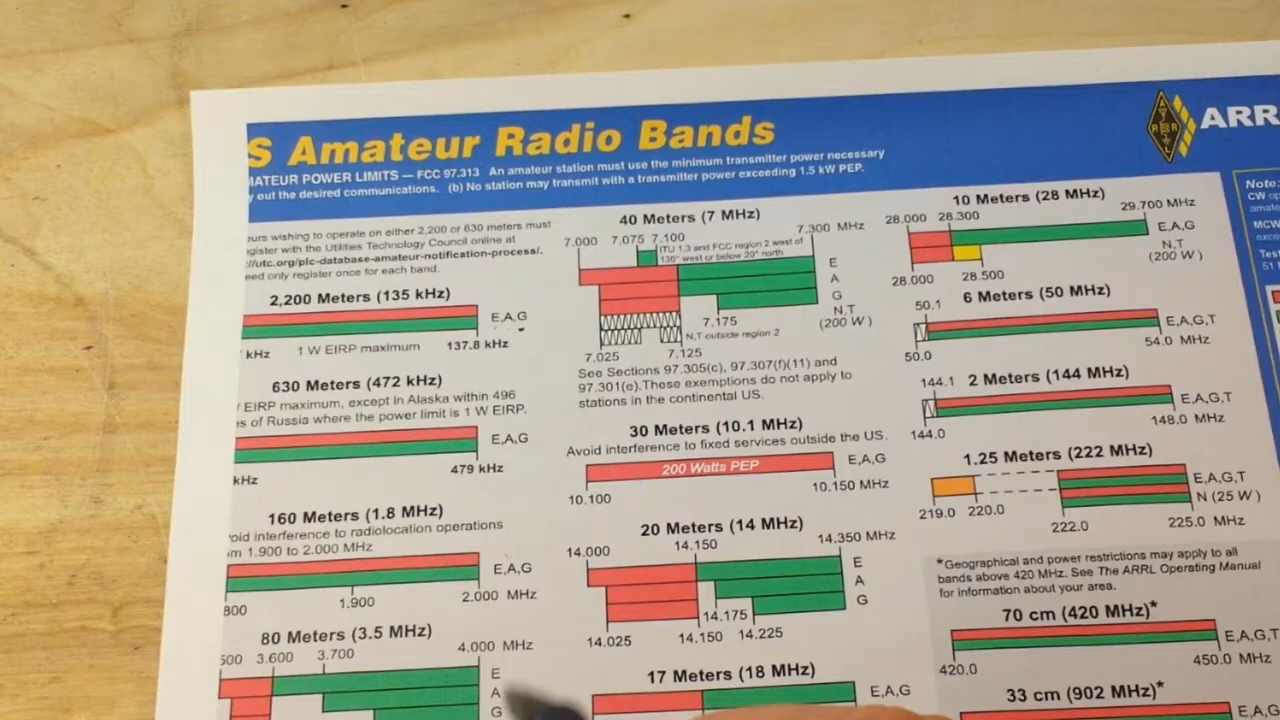 S Amateur Radio Bands
ATEUR POWER LIMITS — FCC 97.313 An amateur station must use the minimum transmitter power necessary
y out the desired communications. (b) No station may transmit with a transmitter power exceeding 1.5 kW PEP.
ARR
eurs wishing to operate on either 2,200 or 630 meters must
gister with the Utilities Technology Council online at
://utc.org/plc-database-amateur-notification-process/.
eed only register once for each band.
2,200 Meters (135 kHz)
E,A,G
kHz 1 W EIRP maximum 137.8 kHz
630 Meters (472 kHz)
EIRP maximum, except in Alaska within 496
es of Russia where the power limit is 1 W EIRP.
E,A,G
kHz 479 kHz
160 Meters (1.8 MHz)
void interference to radiolocation operations
m 1.900 to 2.000 MHz
E,A,G
800 1.900 2.000 MHz
80 Meters (3.5 MHz)
500 3.600 3.700 4.000 MHz
E
A
G
40 Meters (7 MHz)
7.000 7.075 7.100 7.300 MHz
ITU 1,3 and FCC region 2 west of
130° west or below 20° north
E
A
G
N,T
(200 W)
7.175
N,T outside region 2
7.025 7.125
See Sections 97.305(c), 97.307(f)(11) and
97.301(e). These exemptions do not apply to
stations in the continental US.
30 Meters (10.1 MHz)
Avoid interference to fixed services outside the US.
200 Watts PEP E,A,G
10.100 10.150 MHz
20 Meters (14 MHz)
14.000 14.150 14.350 MHz
E
A
G
14.175
14.025 14.150 14.225
17 Meters (18 MHz)
E,A,G
10 Meters (28 MHz)
28.000 28.300 29.700 MHz
E,A,G
N,T
(200 W)
28.000 28.500
6 Meters (50 MHz)
50.1
E,A,G,T
50.0 54.0 MHz
2 Meters (144 MHz)
144.1
E,A,G,T
144.0 148.0 MHz
1.25 Meters (222 MHz)
E,A,G,T
N (25 W)
219.0 220.0 222.0 225.0 MHz
*Geographical and power restrictions may apply to all
bands above 420 MHz. See The ARRL Operating Manual
for information about your area.
70 cm (420 MHz)*
E,A,G,T
420.0 450.0 MHz
33 cm (902 MHz)*
E,A,G
Note:
CW op
amate
MCW
exce
Test
51 M